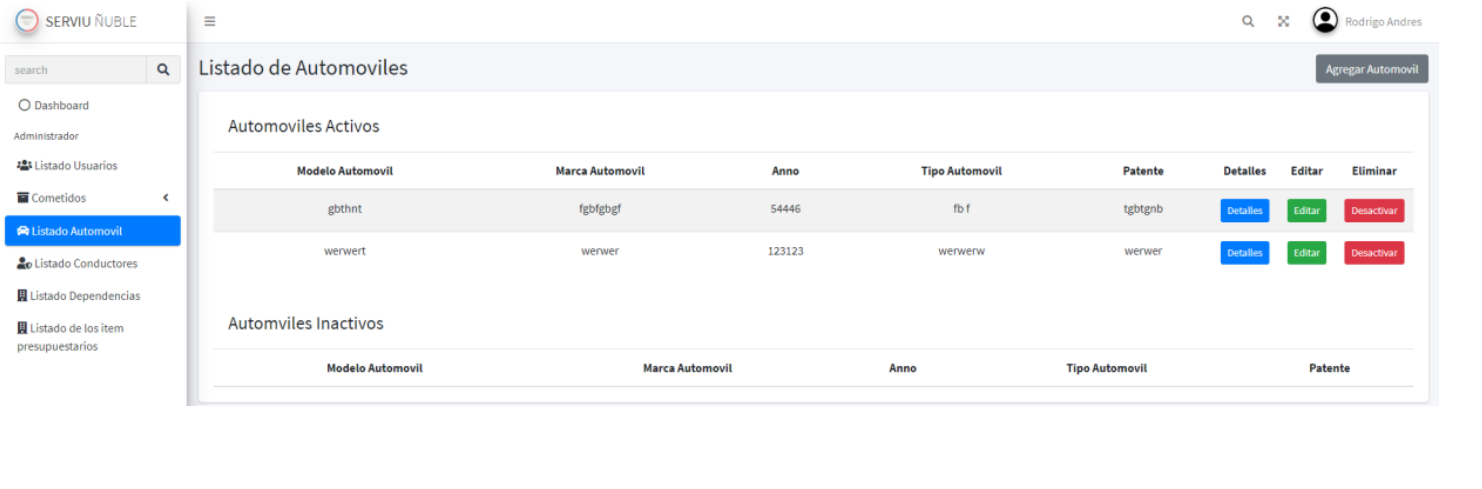 SERVIU ÑUBLE
Rodrigo Andres
search
Dashboard
Administrador
Listado Usuarios
Cometidos
Listado Automovil
Listado Conductores
Listado Dependencias
Listado de los item
presupuestarios
Listado de Automoviles
Agregar Automovil
Automoviles Activos
Modelo Automovil Marca Automovil Anno Tipo Automovil Patente Detalles Editar Eliminar
gbthnt fgbfgbgf 54446 fb f tgbtgnb Detalles Editar Desactivar
werwert werwer 123123 werwerw werwer Detalles Editar Desactivar
Automviles Inactivos
Modelo Automovil Marca Automovil Anno Tipo Automovil Patente